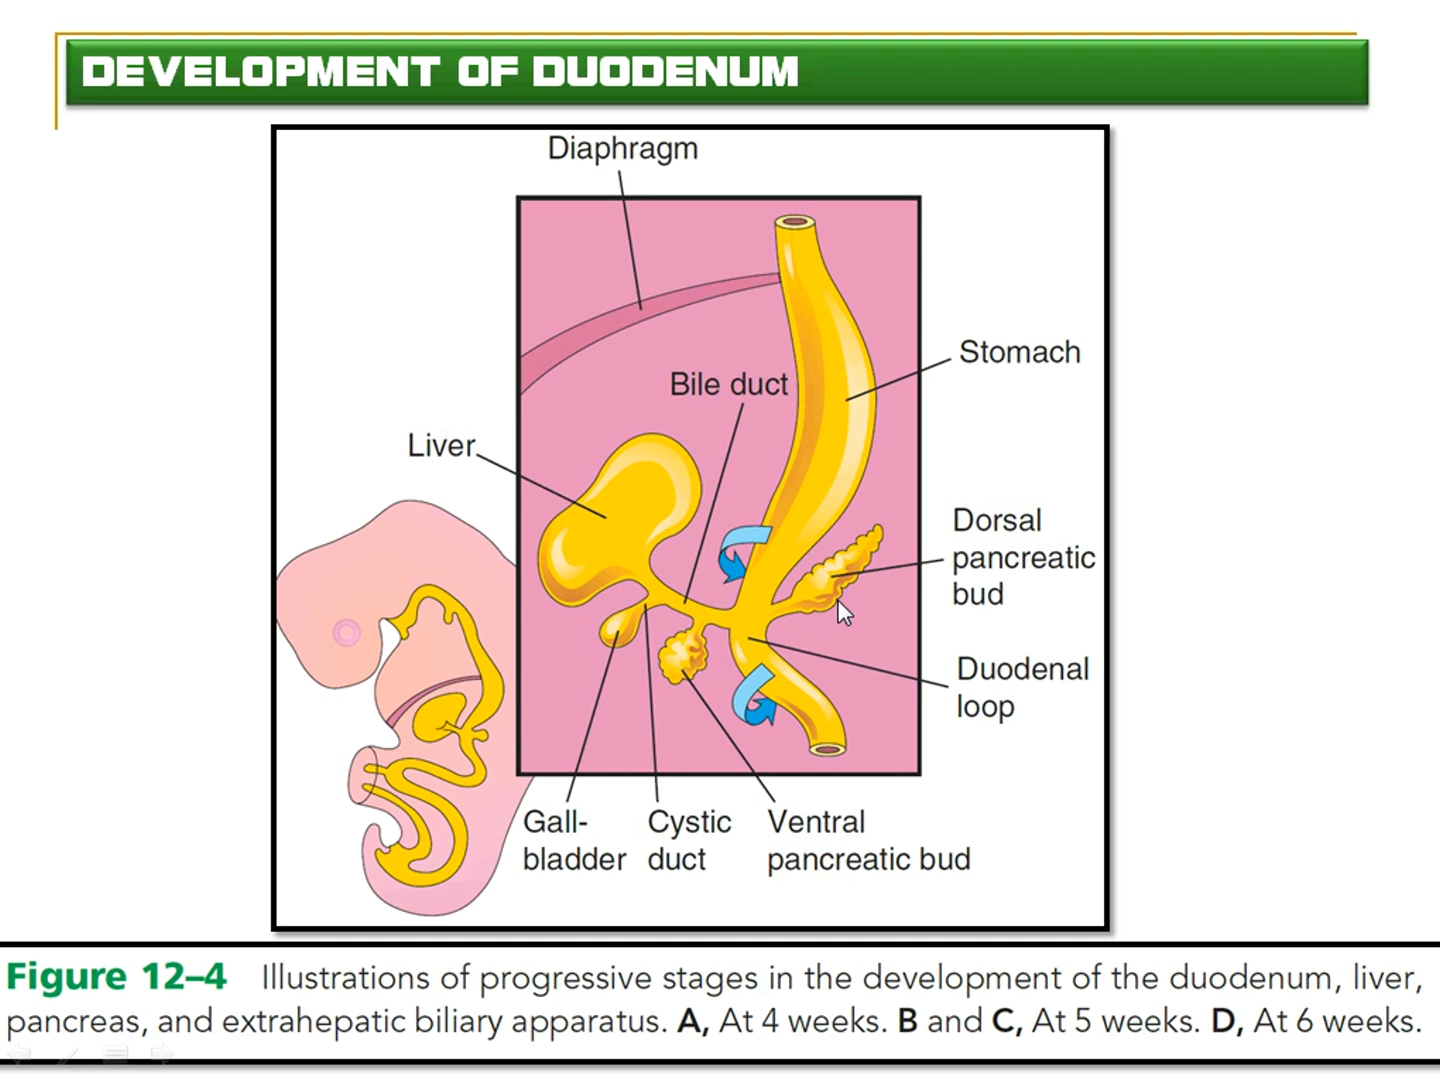 DEVELOPMENT OF DUODENUM
Diaphragm
Stomach
Bile duct
Liver
Dorsal
pancreatic
bud
Duodenal
loop
Gall-
bladder
Cystic
duct
Ventral
pancreatic bud
Figure 12–4 Illustrations of progressive stages in the development of the duodenum, liver,
pancreas, and extrahepatic biliary apparatus. A, At 4 weeks. B and C, At 5 weeks. D, At 6 weeks.